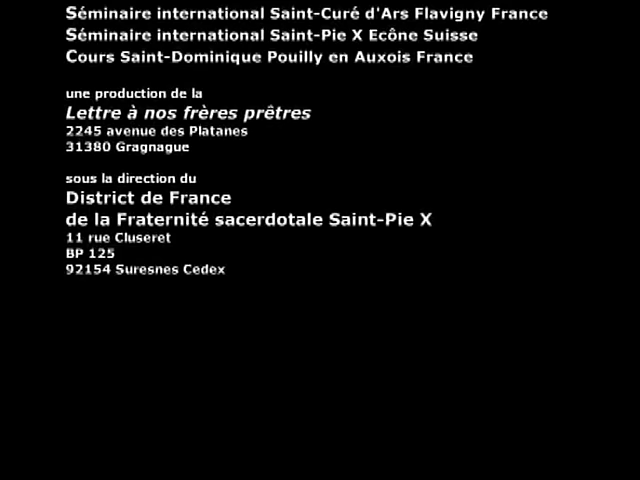 Séminaire international Saint-Curé d'Ars Flavigny France
Séminaire international Saint-Pie X Ecône Suisse
Cours Saint-Dominique Pouilly en Auxois France
une production de la
Lettre à nos frères prêtres
2245 avenue des Platanes
31380 Gragnague
sous la direction du
District de France
de la Fraternité sacerdotale Saint-Pie X
11 rue Cluseret
BP 125
92154 Suresnes Cedex